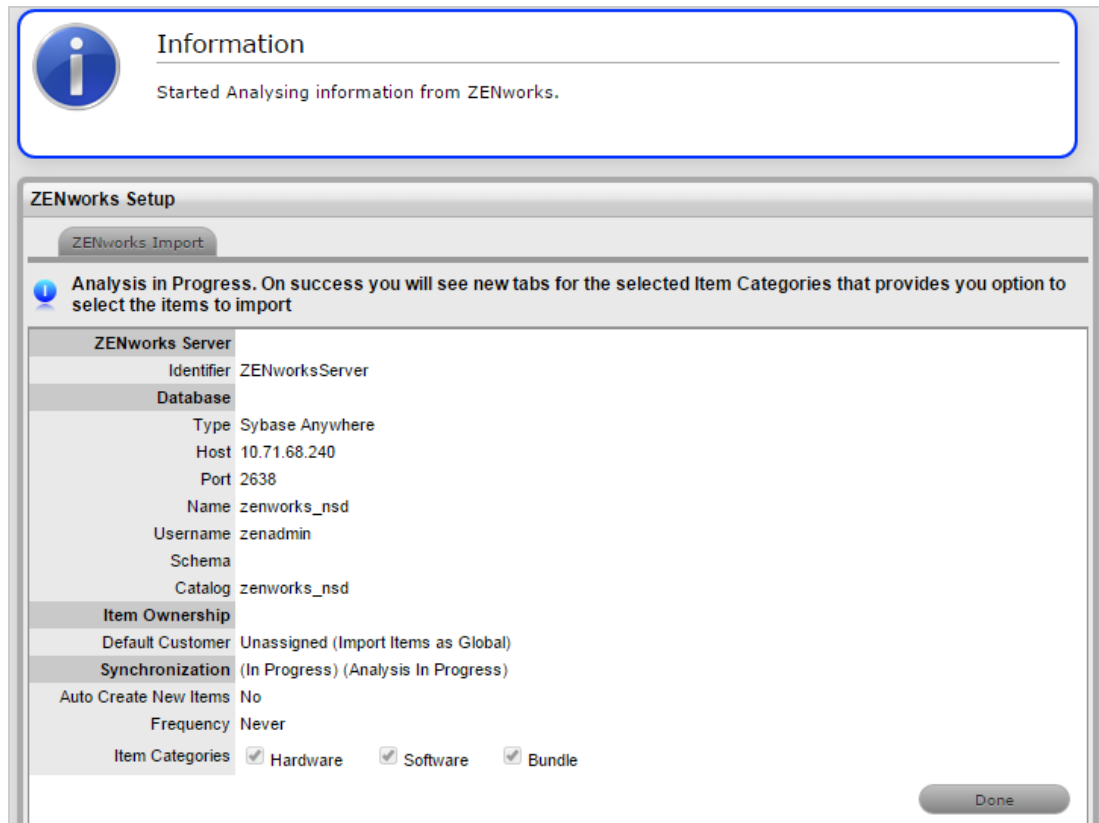 Information
Started Analysing information from ZENworks.
ZENworks Setup
ZENworks Import
Analysis in Progress. On success you will see new tabs for the selected Item Categories that provides you option to
select the items to import
ZENworks Server
Identifier ZENworksServer
Database
Type Sybase Anywhere
Host 10.71.68.240
Port 2638
Name zenworks_nsd
Username zenadmin
Schema
Catalog zenworks_nsd
Item Ownership
Default Customer Unassigned (Import Items as Global)
Synchronization (In Progress) (Analysis In Progress)
Auto Create New Items No
Frequency Never
Item Categories Hardware Software Bundle
Done